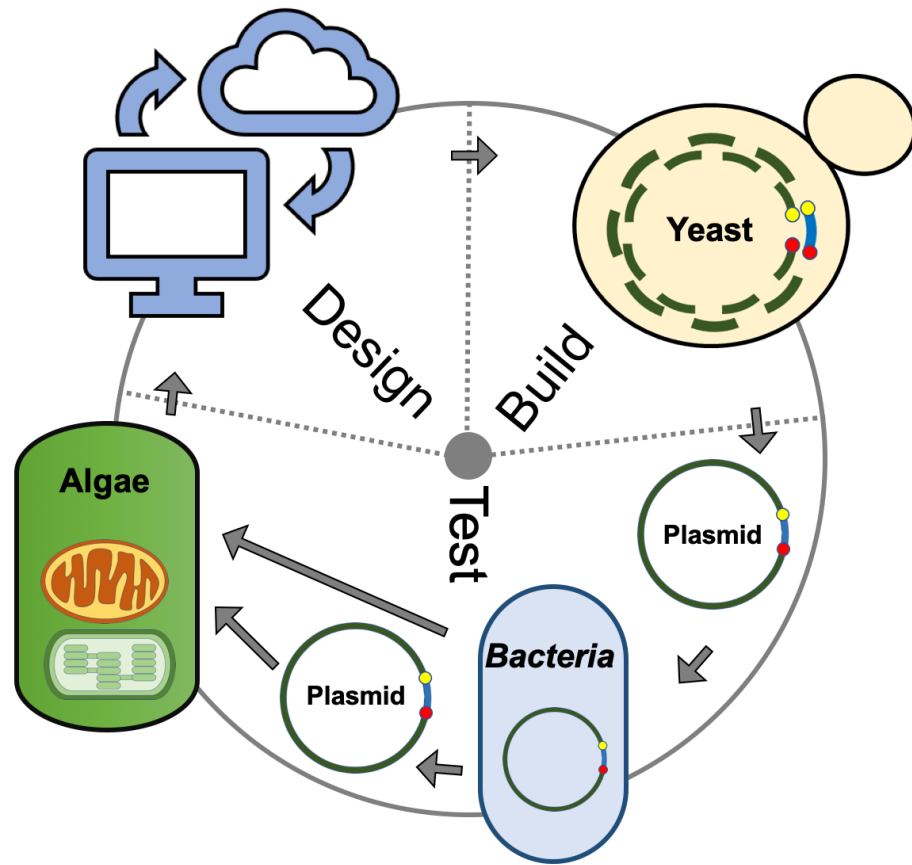 Yeast
Design
Build
Algae
Test
Plasmid
Bacteria
Plasmid